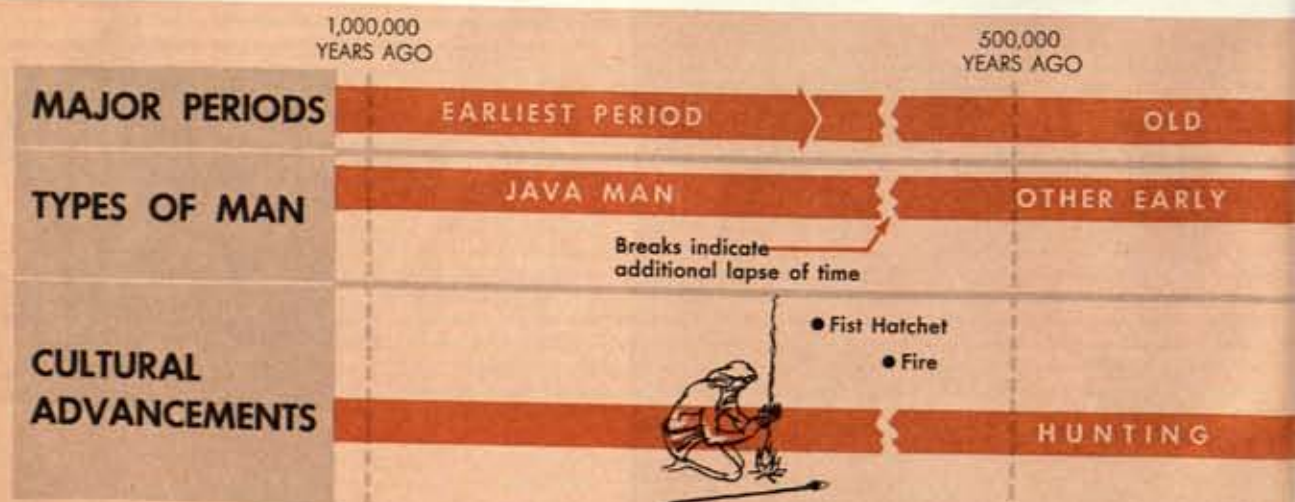 1,000,000
YEARS AGO
500,000
YEARS AGO
MAJOR PERIODS
EARLIEST PERIOD
OLD
TYPES OF MAN
JAVA MAN
OTHER EARLY
Breaks indicate
additional lapse of time
● Fist Hatchet
● Fire
CULTURAL
ADVANCEMENTS
HUNTING